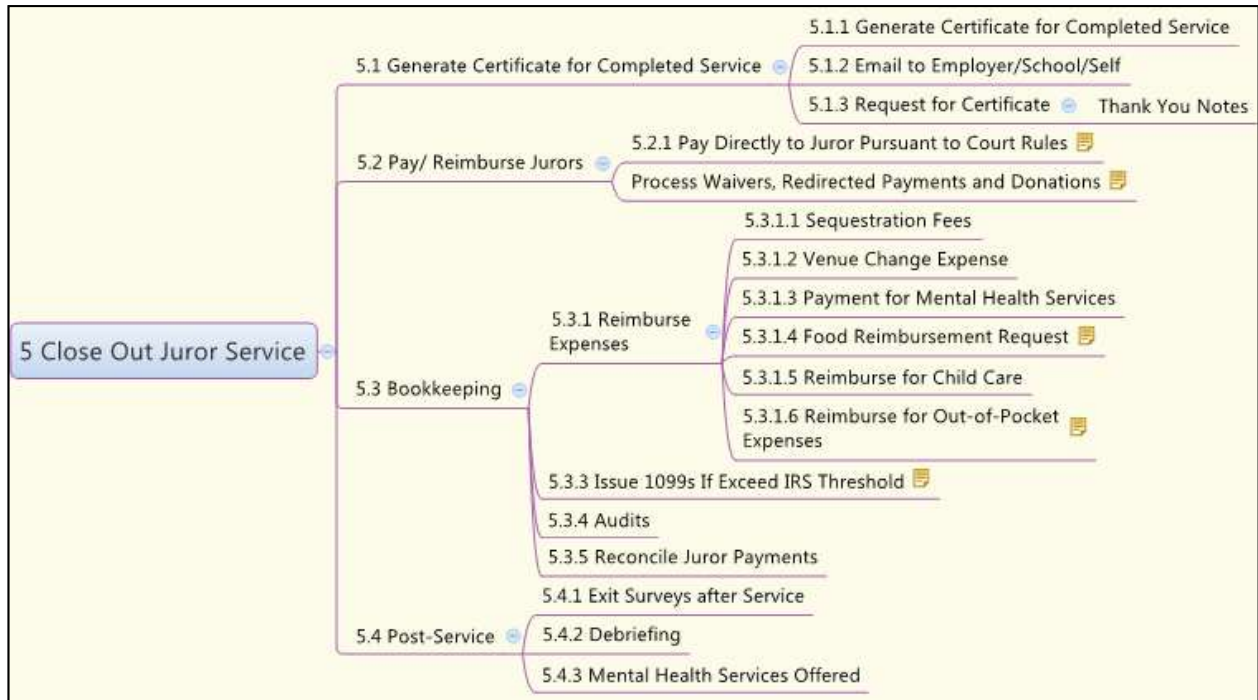 5 Close Out Juror Service
5.1 Generate Certificate for Completed Service
5.1.1 Generate Certificate for Completed Service
5.1.2 Email to Employer/School/Self
5.1.3 Request for Certificate
Thank You Notes
5.2 Pay/ Reimburse Jurors
5.2.1 Pay Directly to Juror Pursuant to Court Rules
Process Waivers, Redirected Payments and Donations
5.3 Bookkeeping
5.3.1 Reimburse
Expenses
5.3.1.1 Sequestration Fees
5.3.1.2 Venue Change Expense
5.3.1.3 Payment for Mental Health Services
5.3.1.4 Food Reimbursement Request
5.3.1.5 Reimburse for Child Care
5.3.1.6 Reimburse for Out-of-Pocket
Expenses
5.3.3 Issue 1099s If Exceed IRS Threshold
5.3.4 Audits
5.3.5 Reconcile Juror Payments
5.4 Post-Service
5.4.1 Exit Surveys after Service
5.4.2 Debriefing
5.4.3 Mental Health Services Offered